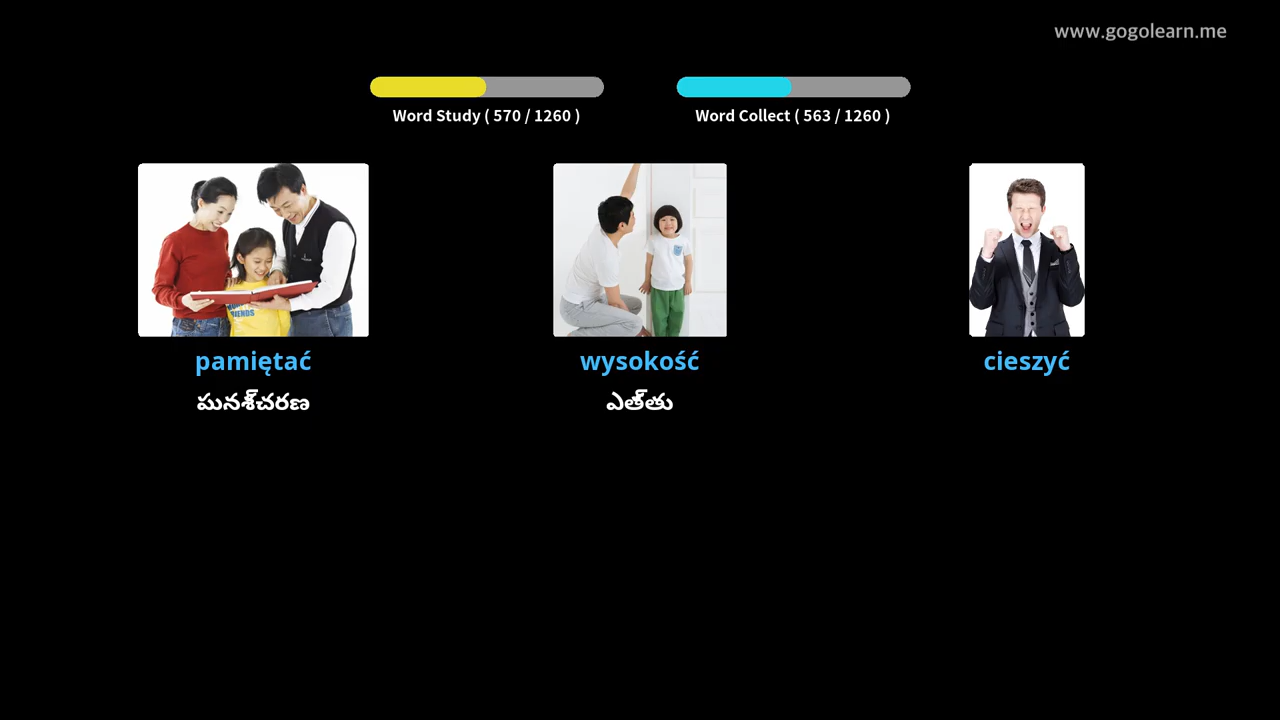 www.gogolearn.me
Word Study ( 570 / 1260 )
Word Collect ( 563 / 1260 )
pamiętać
wysokość
cieszyć
పునశ్చరణ
ఎత్తు